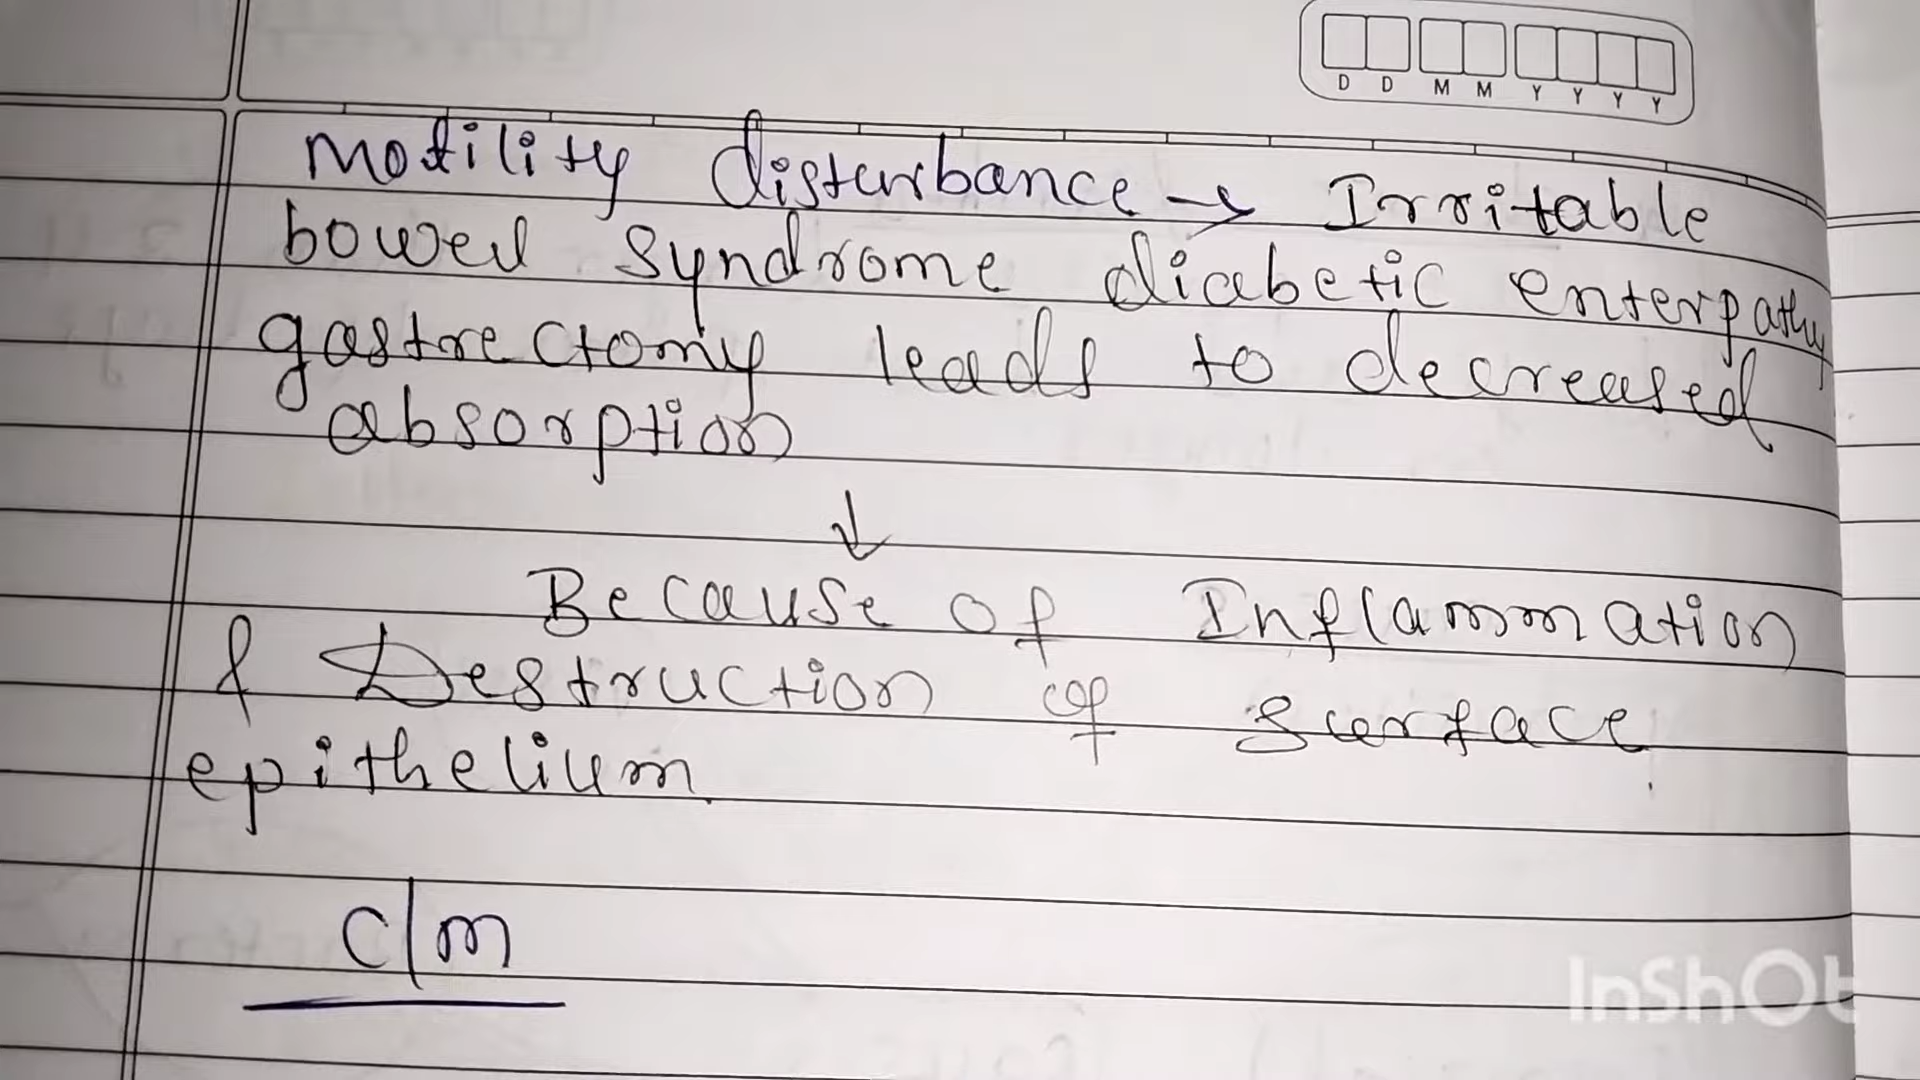 D D M M Y Y Y Y
Motility disturbance → Irritable
bowel syndrome diabetic enterpathy
gastrectomy leads to decreased
absorption
↓
Because of Inflammation
& Destruction of surface
epithelium
C/m
InShOt